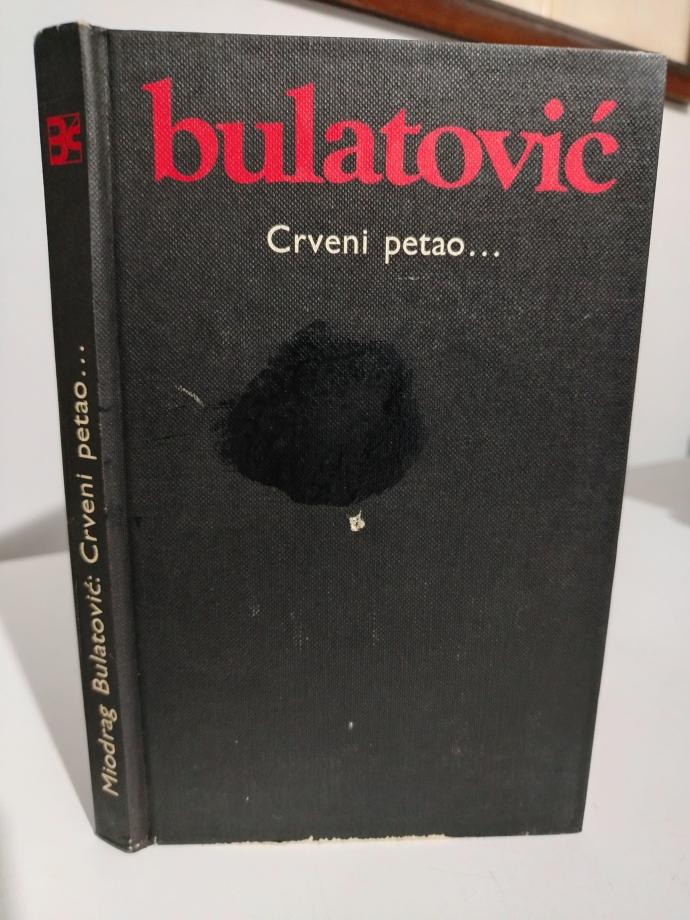 bulatović
Crveni petao...
Miodrag Bulatović: Crveni petao...